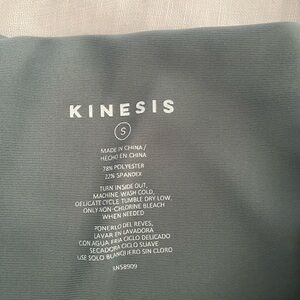 KINESIS
S
MADE IN CHINA /
HECHO EN CHINA
78% POLYESTER
22% SPANDEX
TURN INSIDE OUT,
MACHINE WASH COLD,
DELICATE CYCLE TUMBLE DRY LOW,
ONLY NON-CHLORINE BLEACH
WHEN NEEDED
PONERLO DEL REVES,
LAVAR EN LAVADORA
CON AGUA FRIA CICLO DELICADO
SECADORA CICLO SUAVE
USE SOLO BLANQUERO SIN CLORO